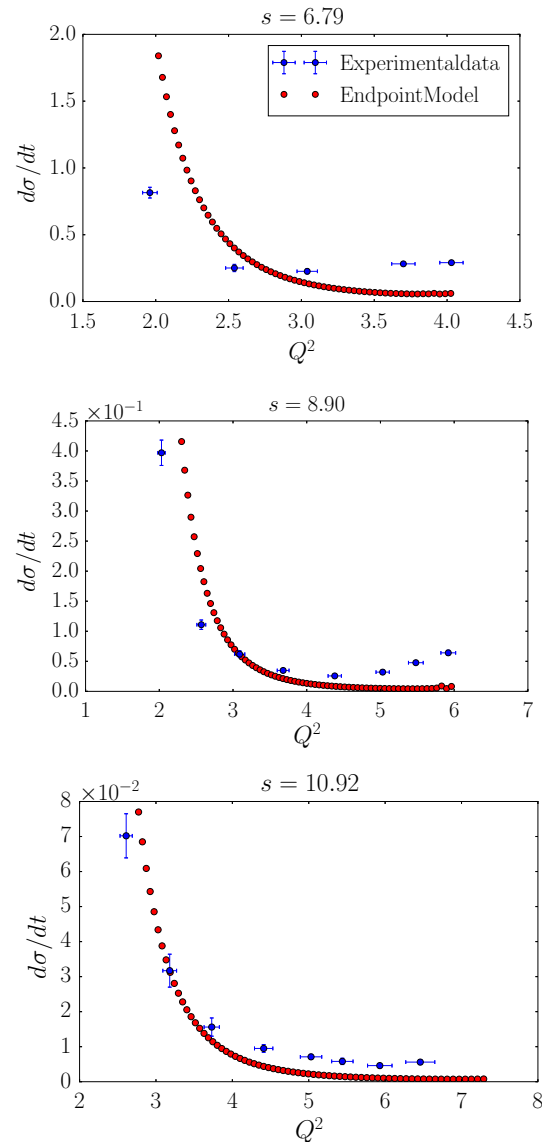 s = 6.79
2.0
1.5
1.0
0.5
0.0
dσ/dt
Experimentaldata
EndpointModel
1.5 2.0 2.5 3.0 3.5 4.0 4.5
Q²
×10⁻¹
s = 8.90
4.5
4.0
3.5
3.0
2.5
2.0
1.5
1.0
0.5
0.0
dσ/dt
1 2 3 4 5 6 7
Q²
×10⁻²
s = 10.92
8
7
6
5
4
3
2
1
0
dσ/dt
2 3 4 5 6 7 8
Q²